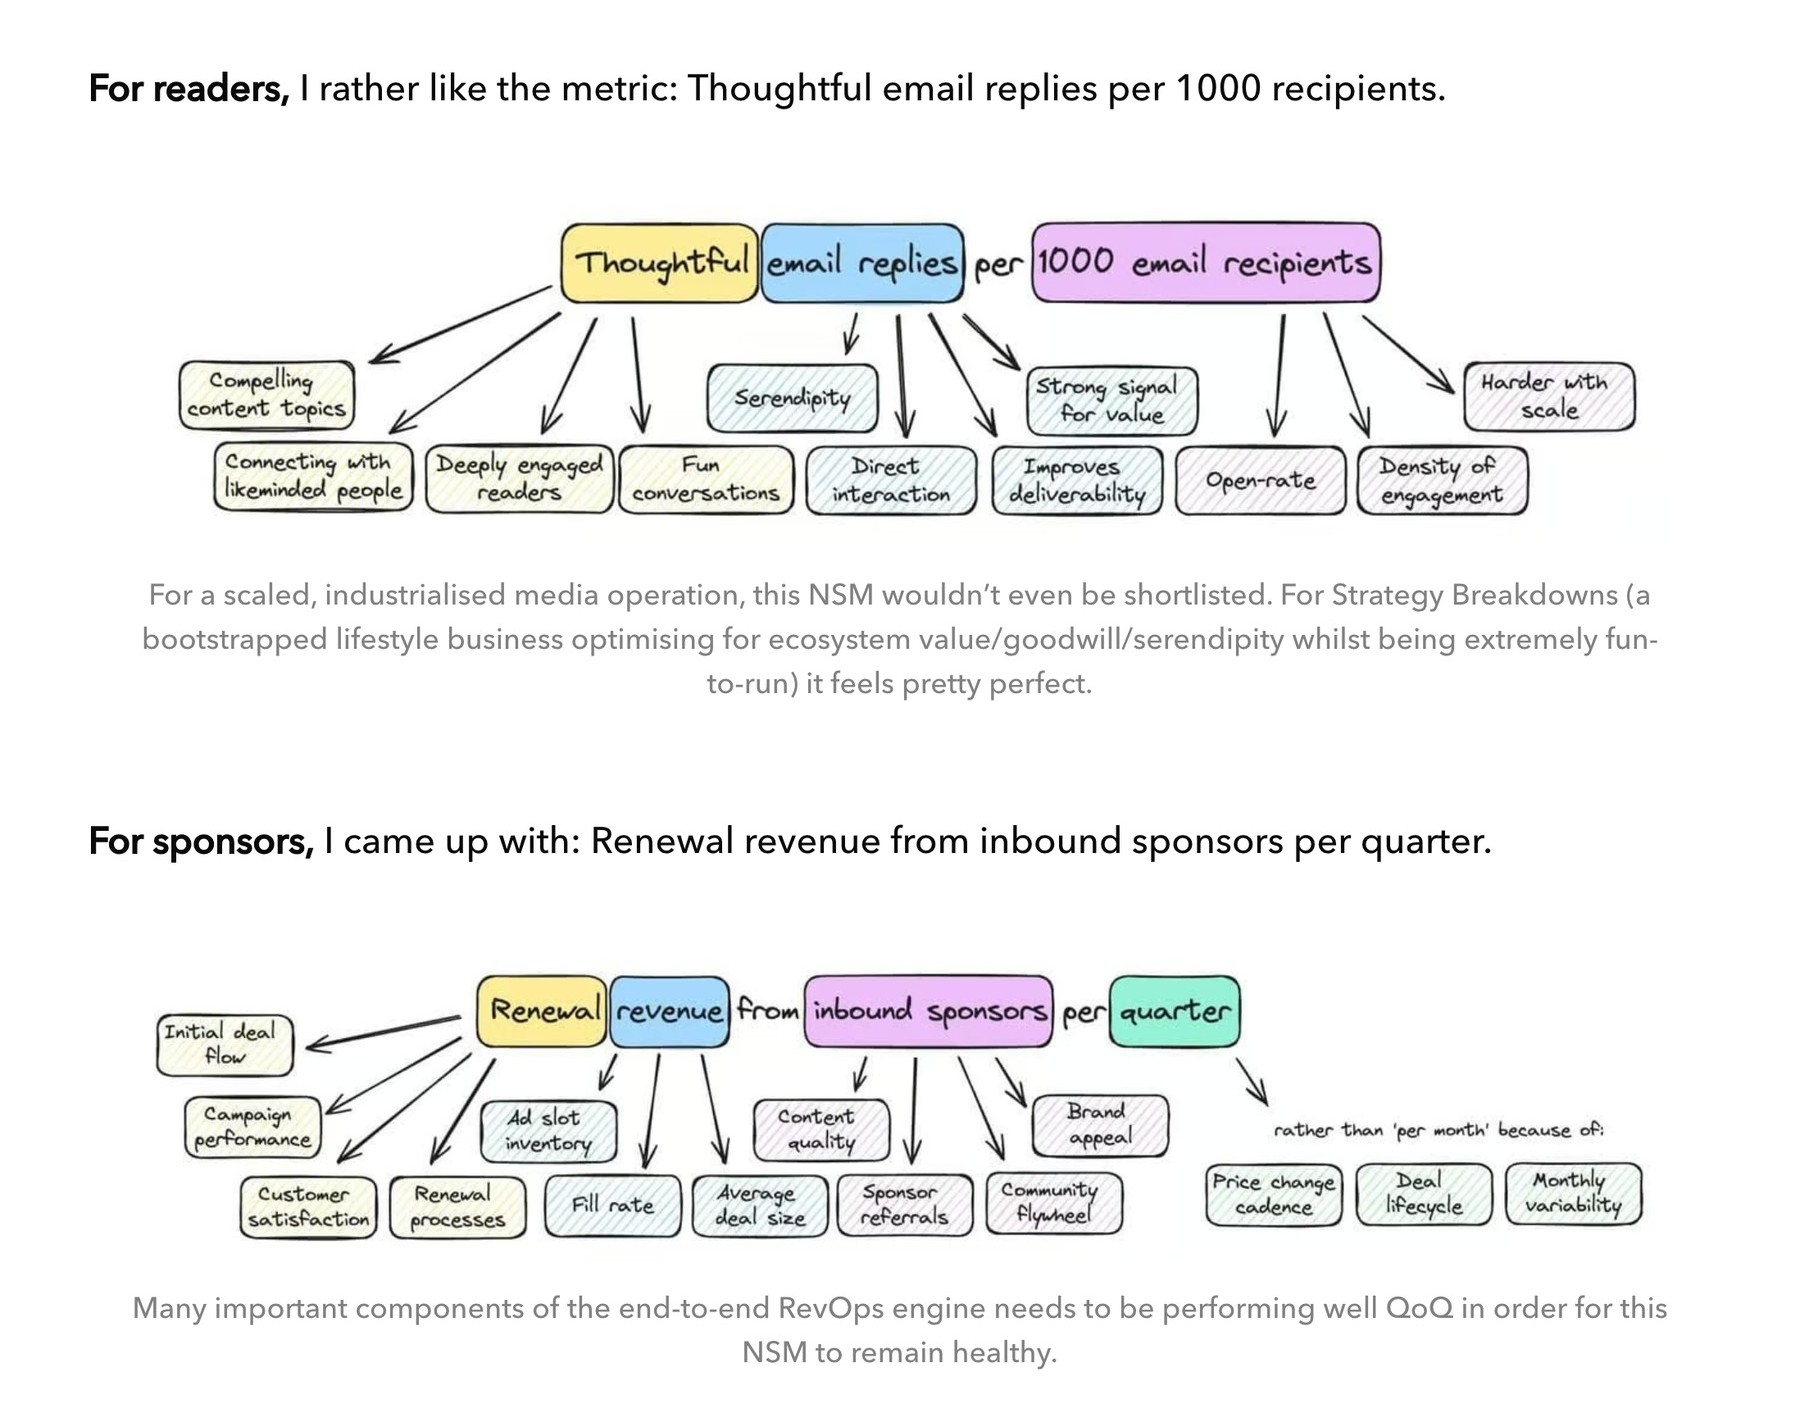 For readers, I rather like the metric: Thoughtful email replies per 1000 recipients.
Thoughtful email replies per 1000 email recipients
Compelling
content topics
Connecting with
likeminded people
Deeply engaged
readers
Fun
conversations
Serendipity
Direct
interaction
Improves
deliverability
Strong signal
for value
Open-rate
Density of
engagement
Harder with
scale
For a scaled, industrialised media operation, this NSM wouldn’t even be shortlisted. For Strategy Breakdowns (a
bootstrapped lifestyle business optimising for ecosystem value/goodwill/serendipity whilst being extremely fun-
to-run) it feels pretty perfect.
For sponsors, I came up with: Renewal revenue from inbound sponsors per quarter.
Renewal revenue from inbound sponsors per quarter
Initial deal
flow
Campaign
performance
Customer
satisfaction
Renewal
processes
Ad slot
inventory
Fill rate
Average
deal size
Content
quality
Sponsor
referrals
Community
flywheel
Brand
appeal
rather than 'per month' because of:
Price change
cadence
Deal
lifecycle
Monthly
variability
Many important components of the end-to-end RevOps engine needs to be performing well QoQ in order for this
NSM to remain healthy.